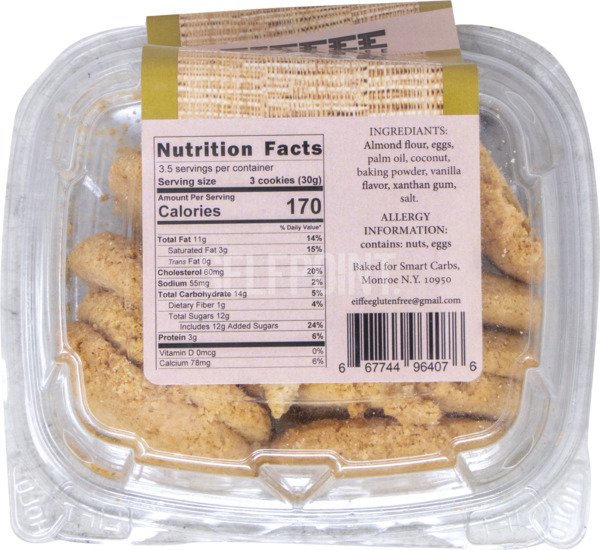 Nutrition Facts
3.5 servings per container
Serving size 3 cookies (30g)
Amount Per Serving
Calories 170
% Daily Value*
Total Fat 11g 14%
Saturated Fat 3g 15%
Trans Fat 0g
Cholesterol 60mg 20%
Sodium 55mg 2%
Total Carbohydrate 14g 5%
Dietary Fiber 1g 4%
Total Sugars 12g
Includes 12g Added Sugars 24%
Protein 3g 6%
Vitamin D 0mcg 0%
Calcium 78mg 6%
INGREDIANTS:
Almond flour, eggs,
palm oil, coconut,
baking powder, vanilla
flavor, xanthan gum,
salt.
ALLERGY
INFORMATION:
contains: nuts, eggs
Baked for Smart Carbs,
Monroe N.Y. 10950
eiffeeglutenfree@gmail.com
6 67744 96407 6